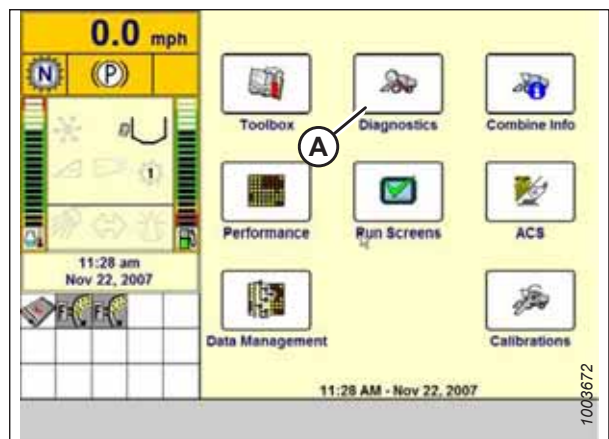 0.0 mph
N
(P)
1
11:28 am
Nov 22, 2007
F=
F=
Toolbox
Diagnostics
Combine Info
A
Performance
Run Screens
ACS
Data Management
Calibrations
11:28 AM - Nov 22, 2007
1003672